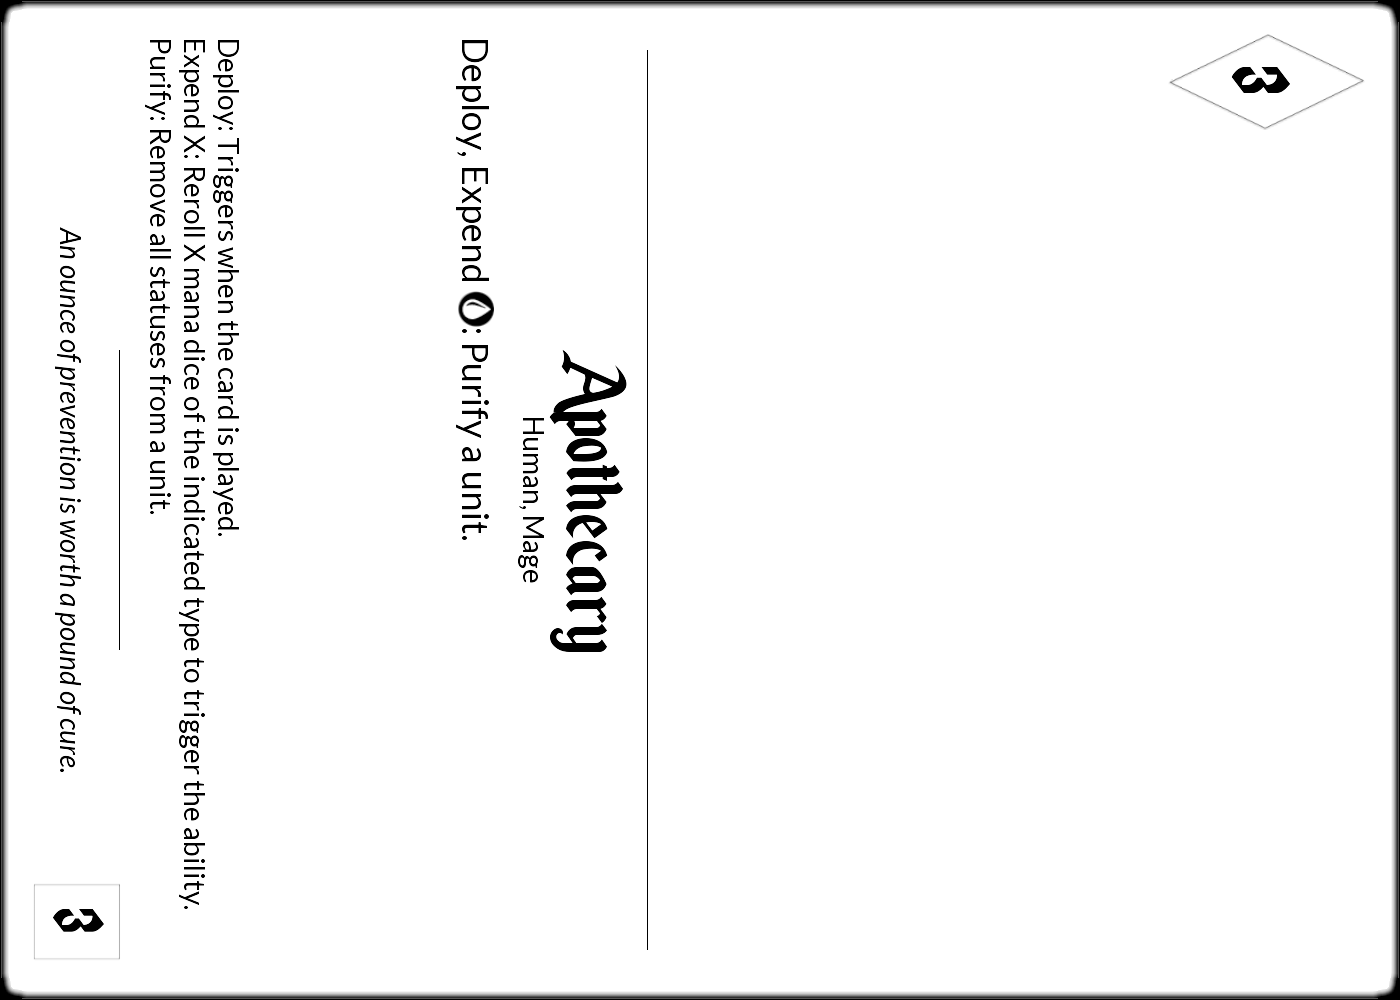 3
Apothecary
Human, Mage
Deploy, Expend : Purify a unit.
Deploy: Triggers when the card is played.
Expend X: Reroll X mana dice of the indicated type to trigger the ability.
Purify: Remove all statuses from a unit.
An ounce of prevention is worth a pound of cure.
3